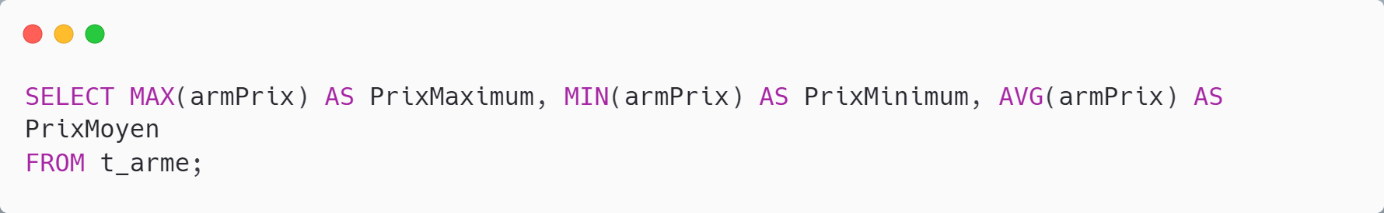 SELECT MAX(armPrix) AS PrixMaximum, MIN(armPrix) AS PrixMinimum, AVG(armPrix) AS
PrixMoyen
FROM t_arme;